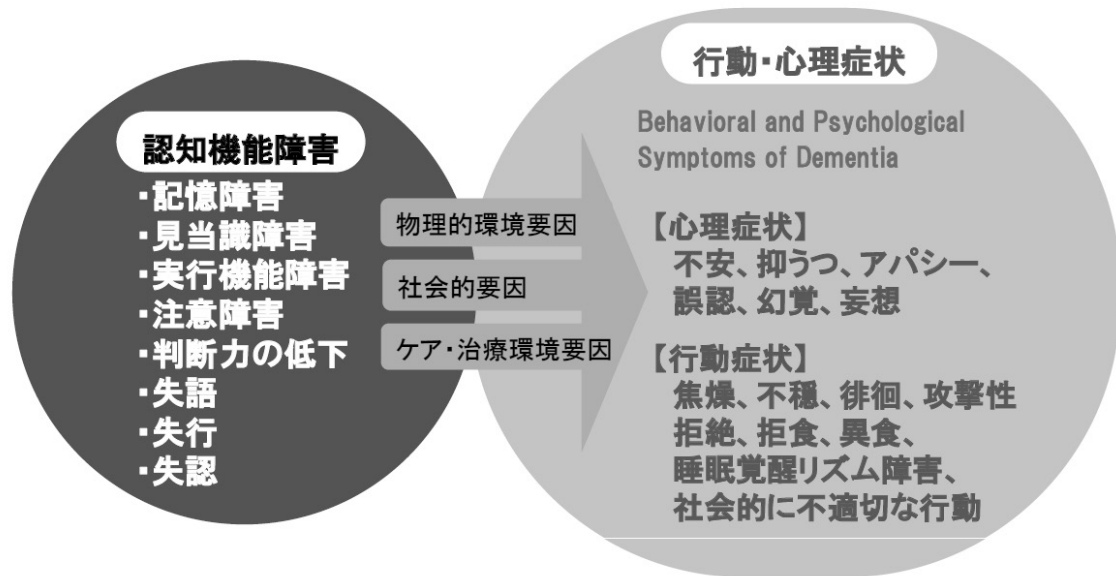 認知機能障害
・記憶障害
・見当識障害
・実行機能障害
・注意障害
・判断力の低下
・失語
・失行
・失認
物理的環境要因
社会的要因
ケア・治療環境要因
行動・心理症状
Behavioral and Psychological
Symptoms of Dementia
【心理症状】
不安、抑うつ、アパシー、
誤認、幻覚、妄想
【行動症状】
焦燥、不穏、徘徊、攻撃性
拒絶、拒食、異食、
睡眠覚醒リズム障害、
社会的に不適切な行動